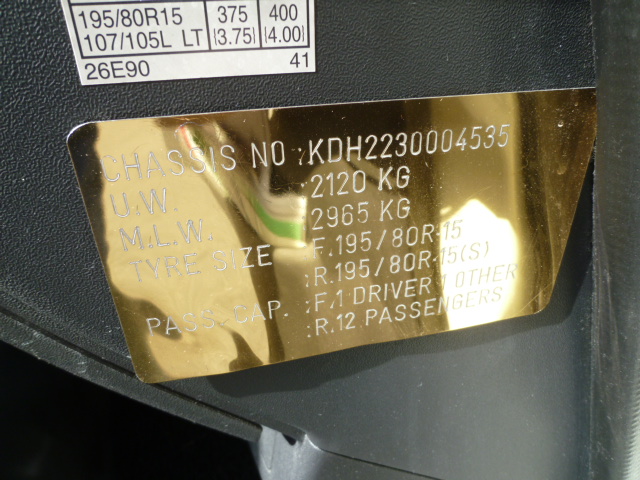 195/80R15 375 400
107/105L LT {3.75} {4.00}
26E90 41
CHASSIS NO :KDH2230004535
U.W. :2120 KG
M.L.W. :2965 KG
TYRE SIZE :F.195/80R-15
:R.195/80R-15(S)
PASS. CAP. :F.1 DRIVER 1 OTHER
:R.12 PASSENGERS